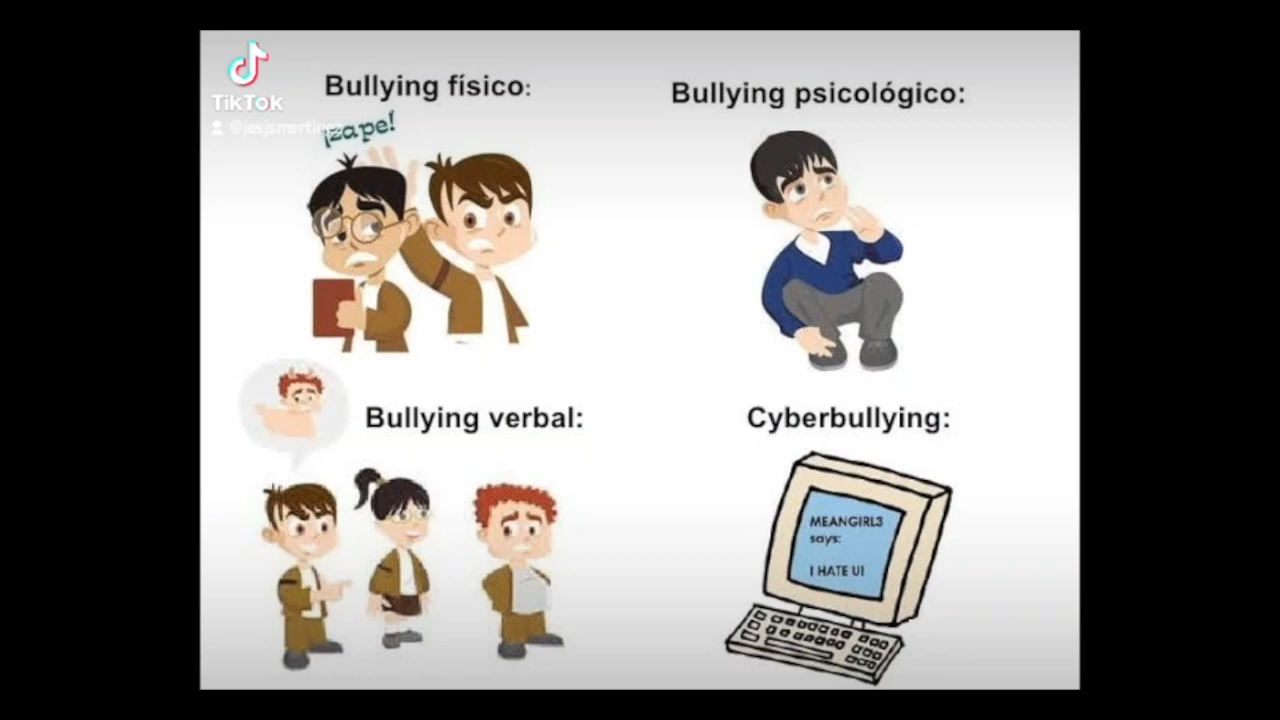 TikTok
Bullying físico:
Bullying psicológico:
¡zape!
Bullying verbal:
Cyberbullying:
MEANGIRL3
says:
I HATE U!